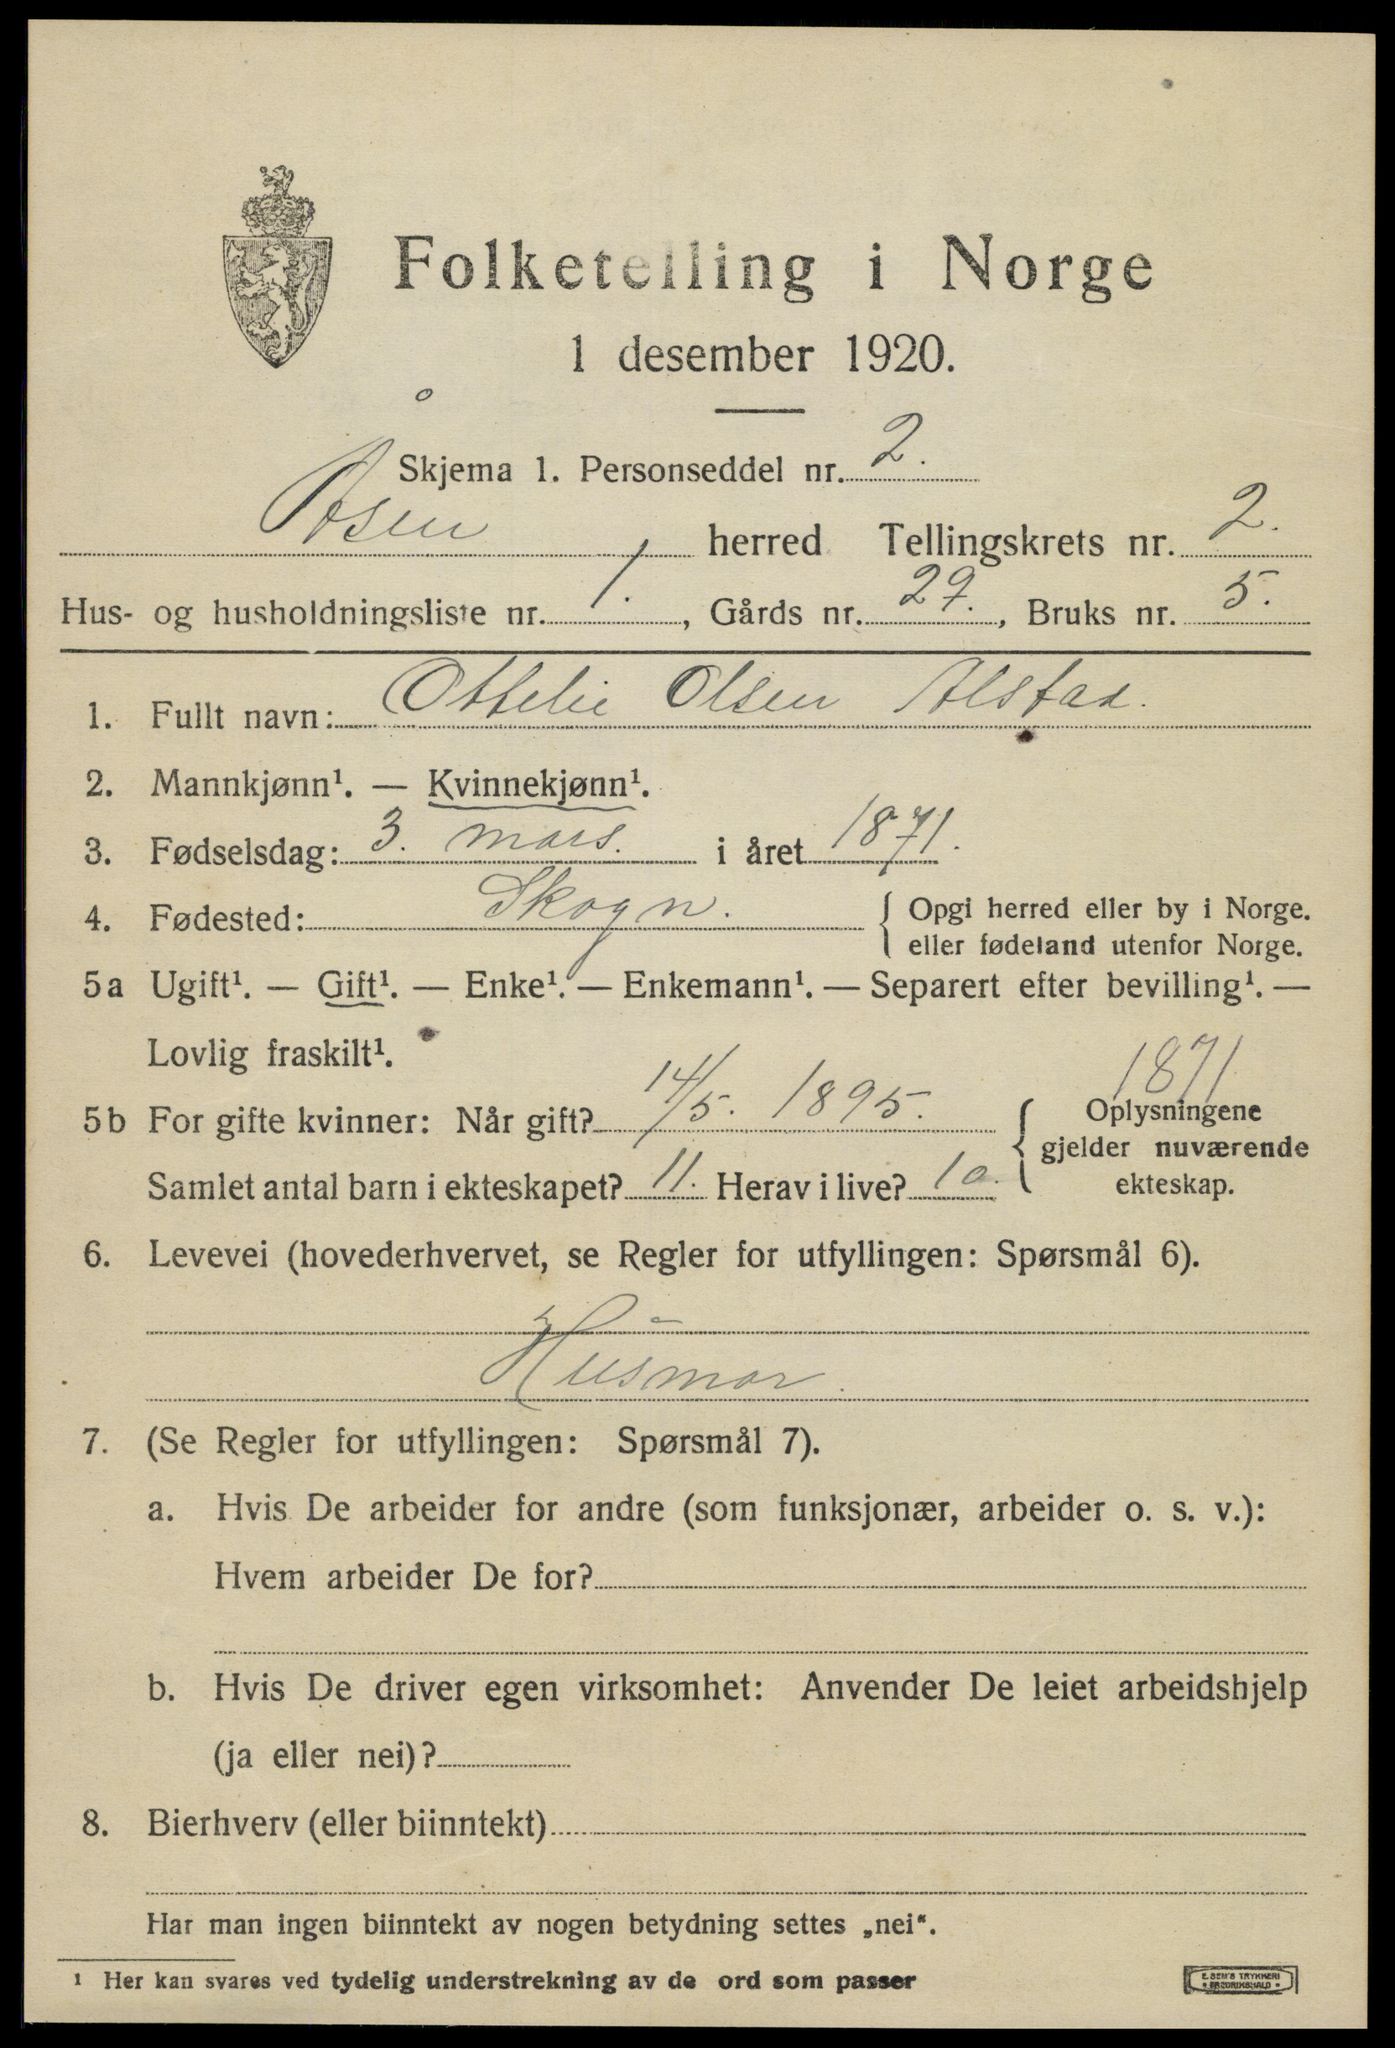 Folketelling i Norge
1 desember 1920.
Skjema 1. Personseddel nr. 2.
Åsen herred Tellingskrets nr. 2.
Hus- og husholdningsliste nr. 1., Gårds nr. 27., Bruks nr. 5.
1. Fullt navn: Ottelie Olsen Alstad.
2. Mannkjønn¹. — Kvinnekjønn¹.
3. Fødselsdag: 3. mars. i året 1871.
4. Fødested: Skogn. { Opgi herred eller by i Norge.
eller fødeland utenfor Norge.
5a Ugift¹. — Gift¹. — Enke¹. — Enkemann¹. — Separert efter bevilling¹. —
Lovlig fraskilt¹.
1871
5b For gifte kvinner: Når gift? 14/5. 1895. { Oplysningene
gjelder nuværende
Samlet antal barn i ekteskapet? 11. Herav i live? 10. ekteskap.
6. Levevei (hovederhvervet, se Regler for utfyllingen: Spørsmål 6).
Husmor.
7. (Se Regler for utfyllingen: Spørsmål 7).
a. Hvis De arbeider for andre (som funksjonær, arbeider o. s. v.):
Hvem arbeider De for?
b. Hvis De driver egen virksomhet: Anvender De leiet arbeidshjelp
(ja eller nei)?
8. Bierhverv (eller biinntekt)
Har man ingen biinntekt av nogen betydning settes „nei“.
¹ Her kan svares ved tydelig understrekning av de ord som passer
E. SEM'S TRYKKERI
• FREDRIKSHALD •